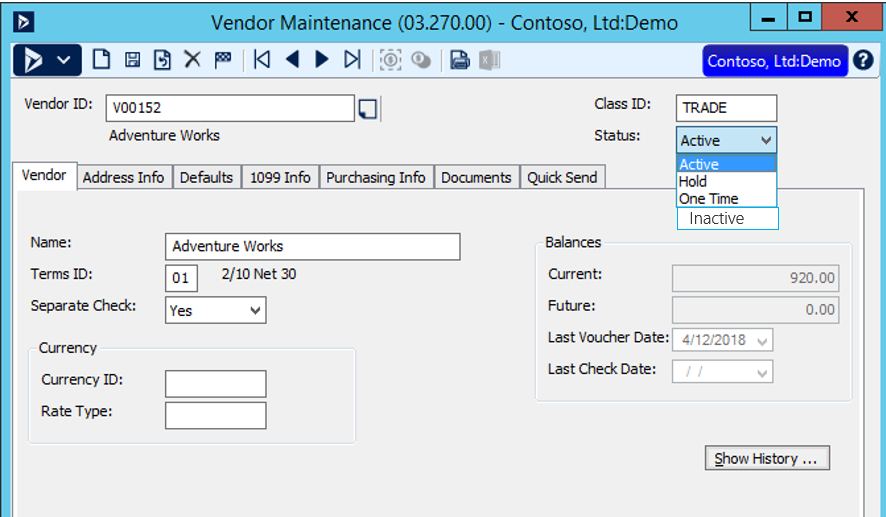 Vendor Maintenance (03.270.00) - Contoso, Ltd:Demo
Contoso, Ltd:Demo
Vendor ID: V00152 Class ID: TRADE
Adventure Works Status: Active
Active
Hold
One Time
Inactive
Vendor Address Info Defaults 1099 Info Purchasing Info Documents Quick Send
Name: Adventure Works
Terms ID: 01 2/10 Net 30
Separate Check: Yes
Currency
Currency ID:
Rate Type:
Balances
Current: 920.00
Future: 0.00
Last Voucher Date: 4/12/2018
Last Check Date: / /
Show History ...